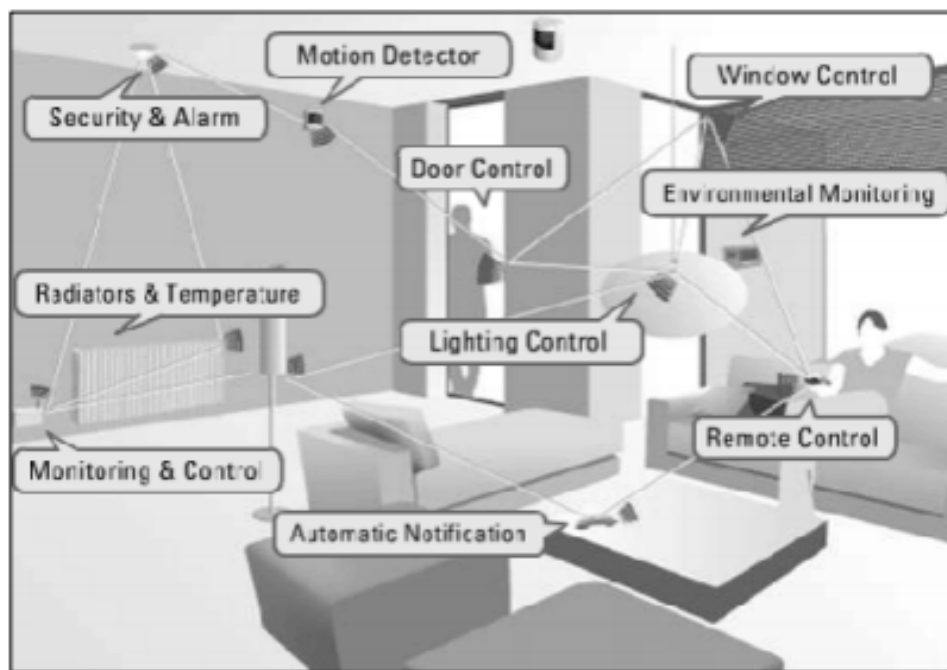 Motion Detector
Window Control
Security & Alarm
Door Control
Environmental Monitoring
Radiators & Temperature
Lighting Control
Remote Control
Monitoring & Control
Automatic Notification